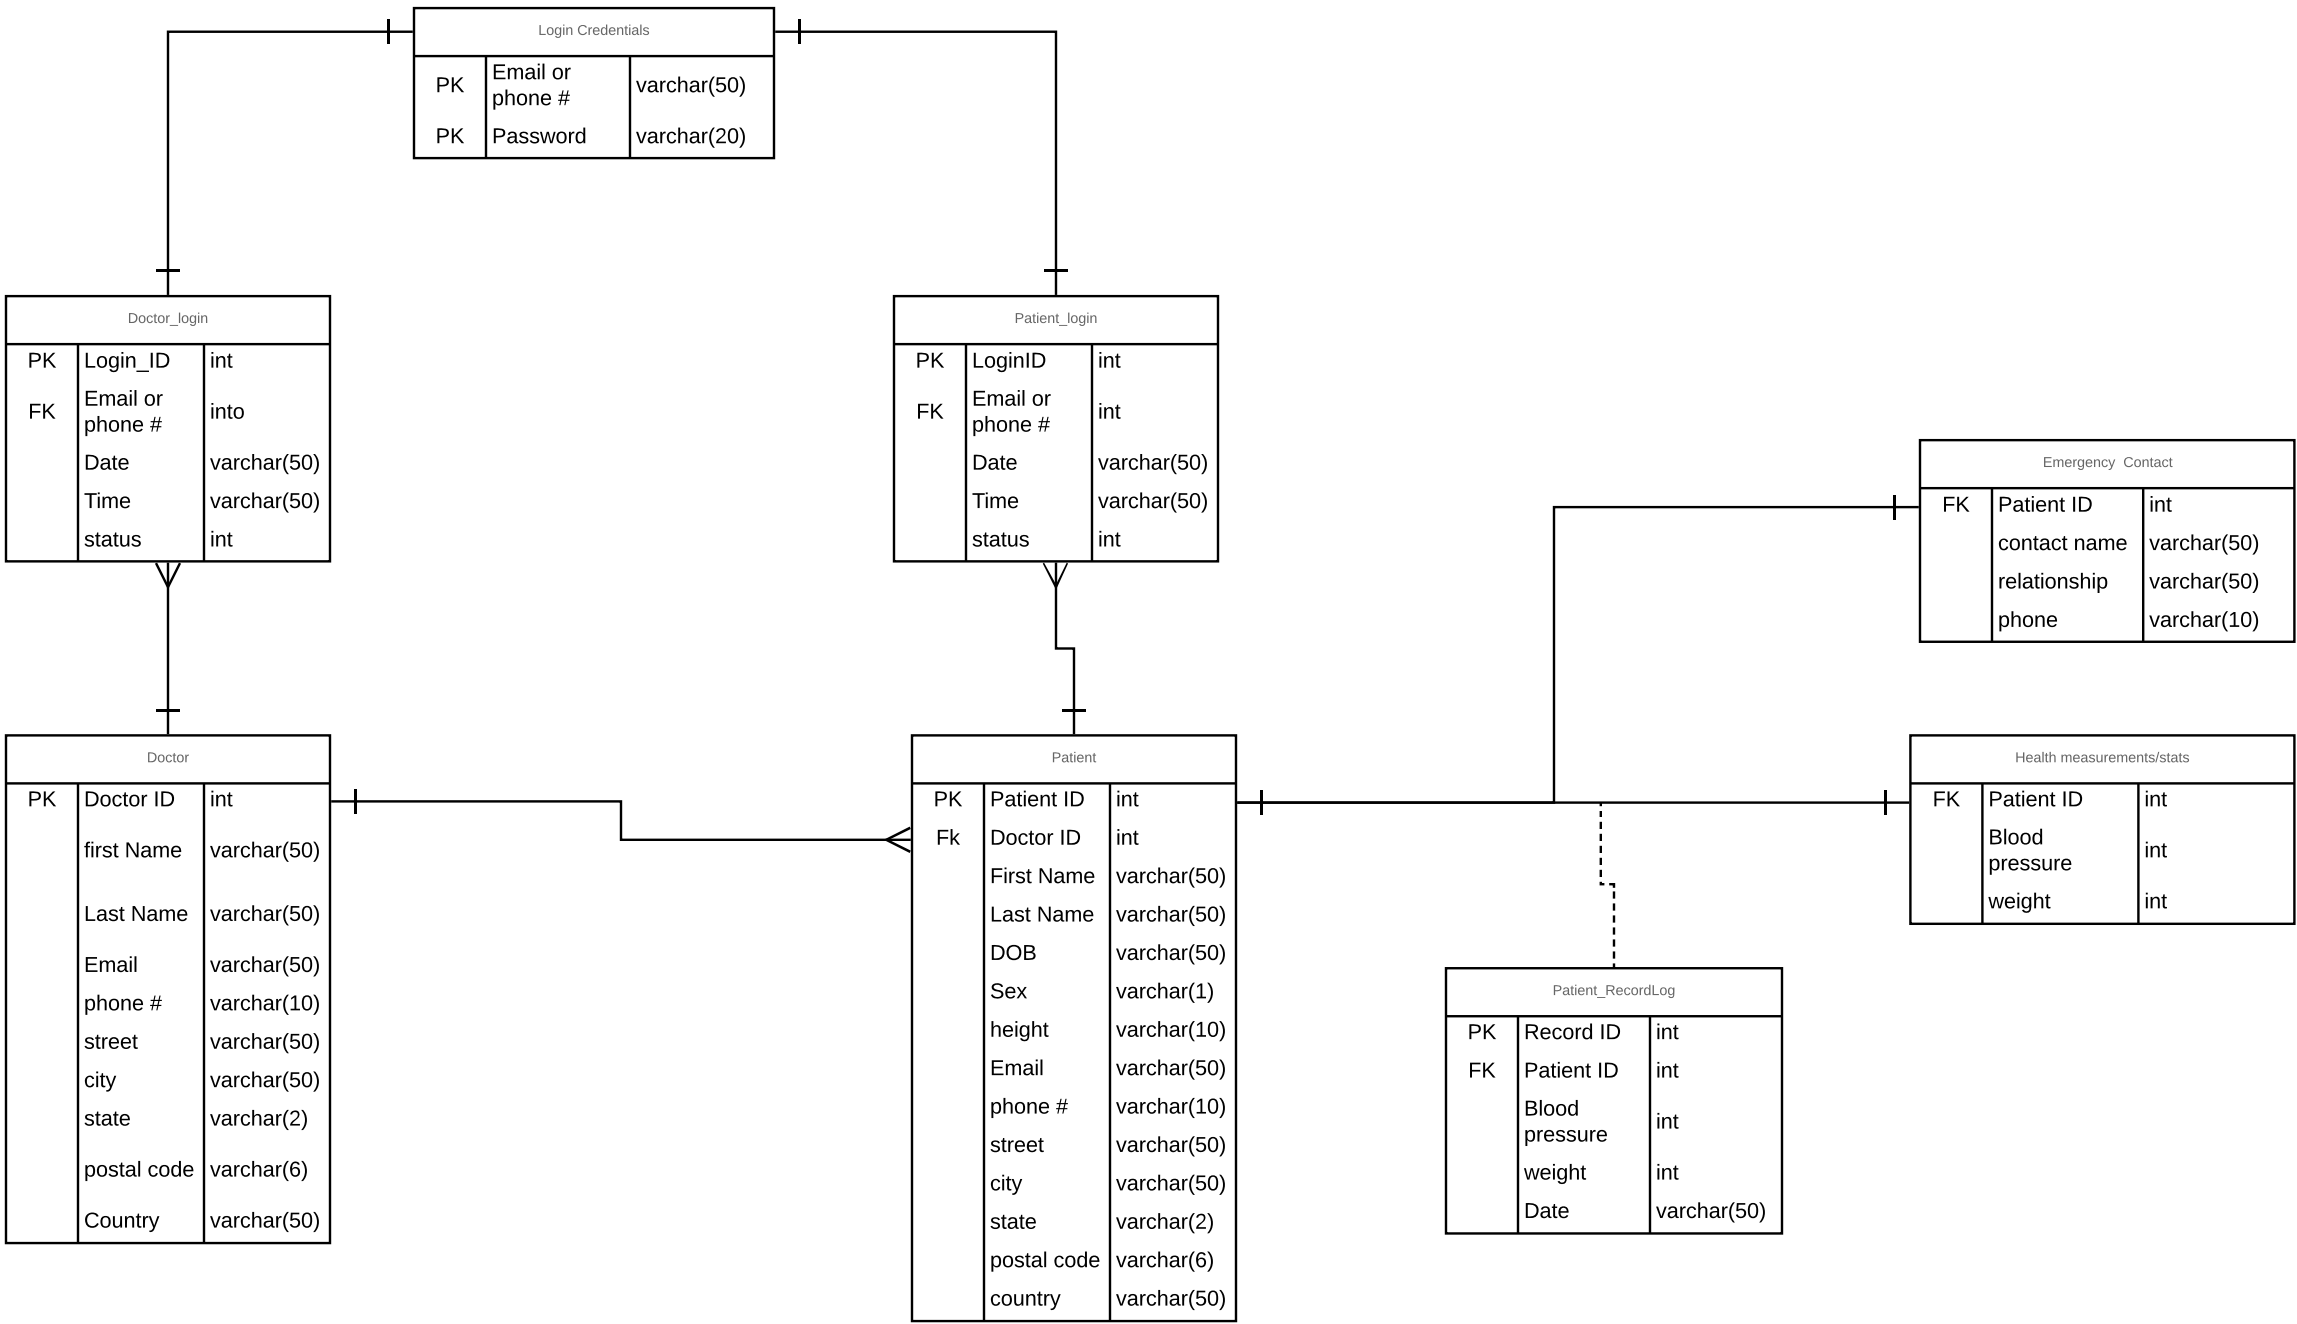 Login Credentials
PK Email or phone # varchar(50)
PK Password varchar(20)
Doctor_login
PK Login_ID int
FK Email or phone # into
Date varchar(50)
Time varchar(50)
status int
Patient_login
PK LoginID int
FK Email or phone # int
Date varchar(50)
Time varchar(50)
status int
Emergency Contact
FK Patient ID int
contact name varchar(50)
relationship varchar(50)
phone varchar(10)
Doctor
PK Doctor ID int
first Name varchar(50)
Last Name varchar(50)
Email varchar(50)
phone # varchar(10)
street varchar(50)
city varchar(50)
state varchar(2)
postal code varchar(6)
Country varchar(50)
Patient
PK Patient ID int
Fk Doctor ID int
First Name varchar(50)
Last Name varchar(50)
DOB varchar(50)
Sex varchar(1)
height varchar(10)
Email varchar(50)
phone # varchar(10)
street varchar(50)
city varchar(50)
state varchar(2)
postal code varchar(6)
country varchar(50)
Health measurements/stats
FK Patient ID int
Blood pressure int
weight int
Patient_RecordLog
PK Record ID int
FK Patient ID int
Blood pressure int
weight int
Date varchar(50)